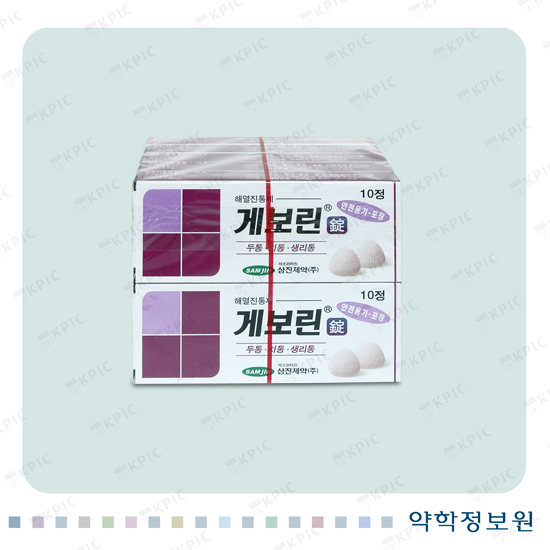 해열진통제
10정
게보린®錠
안전용기·포장
두통·치통·생리통
SAMJIN
제조판매원
삼진제약(주)
해열진통제
10정
게보린®錠
안전용기·포장
두통·치통·생리통
SAMJIN
제조판매원
삼진제약(주)
KPIC
약학정보원